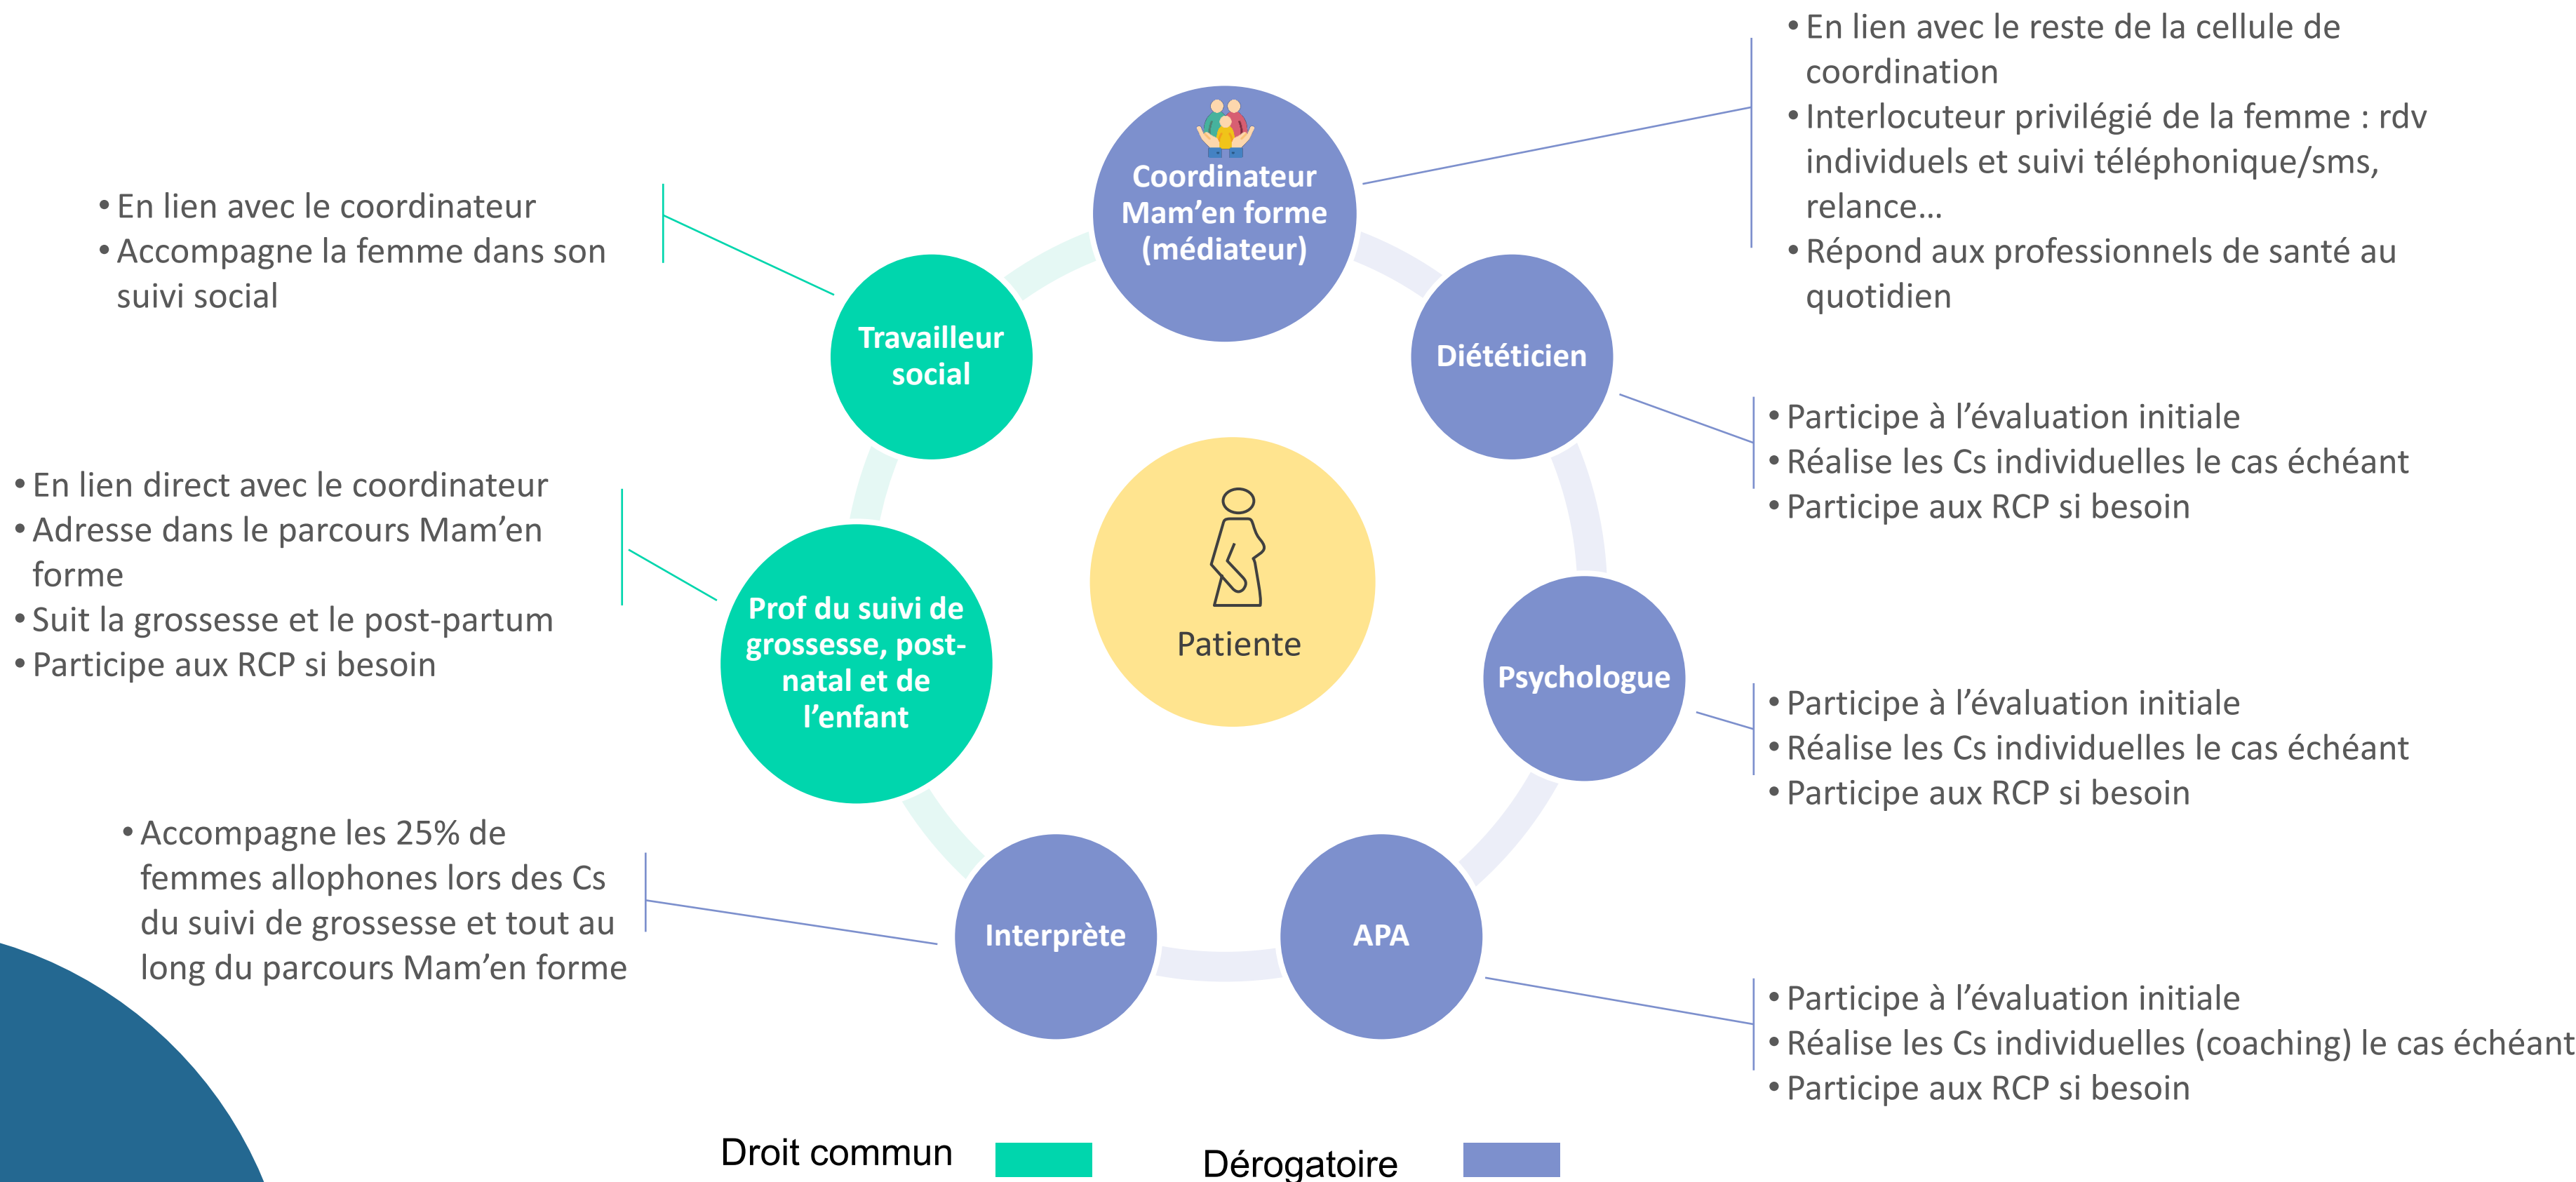 • En lien avec le reste de la cellule de
coordination
• Interlocuteur privilégié de la femme : rdv
individuels et suivi téléphonique/sms,
relance...
• Répond aux professionnels de santé au
quotidien
Coordinateur
Mam’en forme
(médiateur)
• En lien avec le coordinateur
• Accompagne la femme dans son
suivi social
Travailleur
social
Diététicien
• Participe à l’évaluation initiale
• Réalise les Cs individuelles le cas échéant
• Participe aux RCP si besoin
• En lien direct avec le coordinateur
• Adresse dans le parcours Mam’en
forme
• Suit la grossesse et le post-partum
• Participe aux RCP si besoin
Prof du suivi de
grossesse, post-
natal et de
l’enfant
Patiente
Psychologue
• Participe à l’évaluation initiale
• Réalise les Cs individuelles le cas échéant
• Participe aux RCP si besoin
• Accompagne les 25% de
femmes allophones lors des Cs
du suivi de grossesse et tout au
long du parcours Mam’en forme
Interprète
APA
• Participe à l’évaluation initiale
• Réalise les Cs individuelles (coaching) le cas échéant
• Participe aux RCP si besoin
Droit commun
Dérogatoire